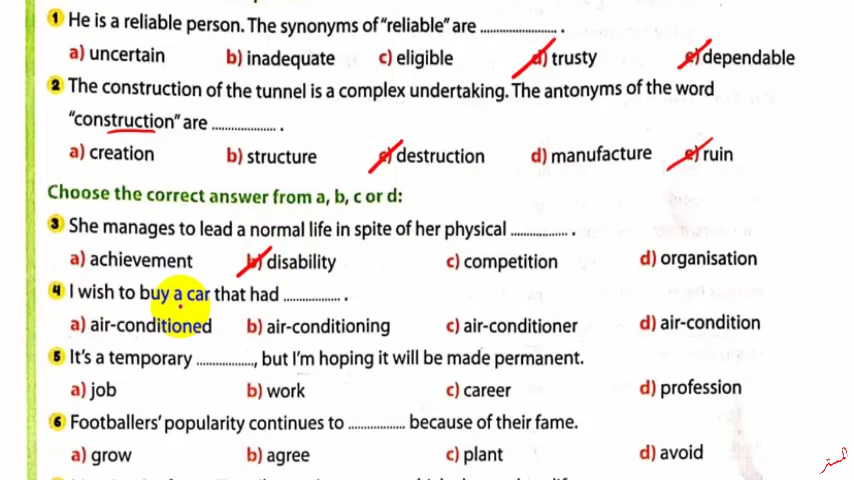 1 He is a reliable person. The synonyms of "reliable" are ........................ .
a) uncertain b) inadequate c) eligible d) trusty e) dependable
2 The construction of the tunnel is a complex undertaking. The antonyms of the word
"construction" are .................... .
a) creation b) structure c) destruction d) manufacture e) ruin
Choose the correct answer from a, b, c or d:
3 She manages to lead a normal life in spite of her physical .................. .
a) achievement b) disability c) competition d) organisation
4 I wish to buy a car that had .................. .
a) air-conditioned b) air-conditioning c) air-conditioner d) air-condition
5 It's a temporary .................., but I'm hoping it will be made permanent.
a) job b) work c) career d) profession
6 Footballers' popularity continues to .................. because of their fame.
a) grow b) agree c) plant d) avoid